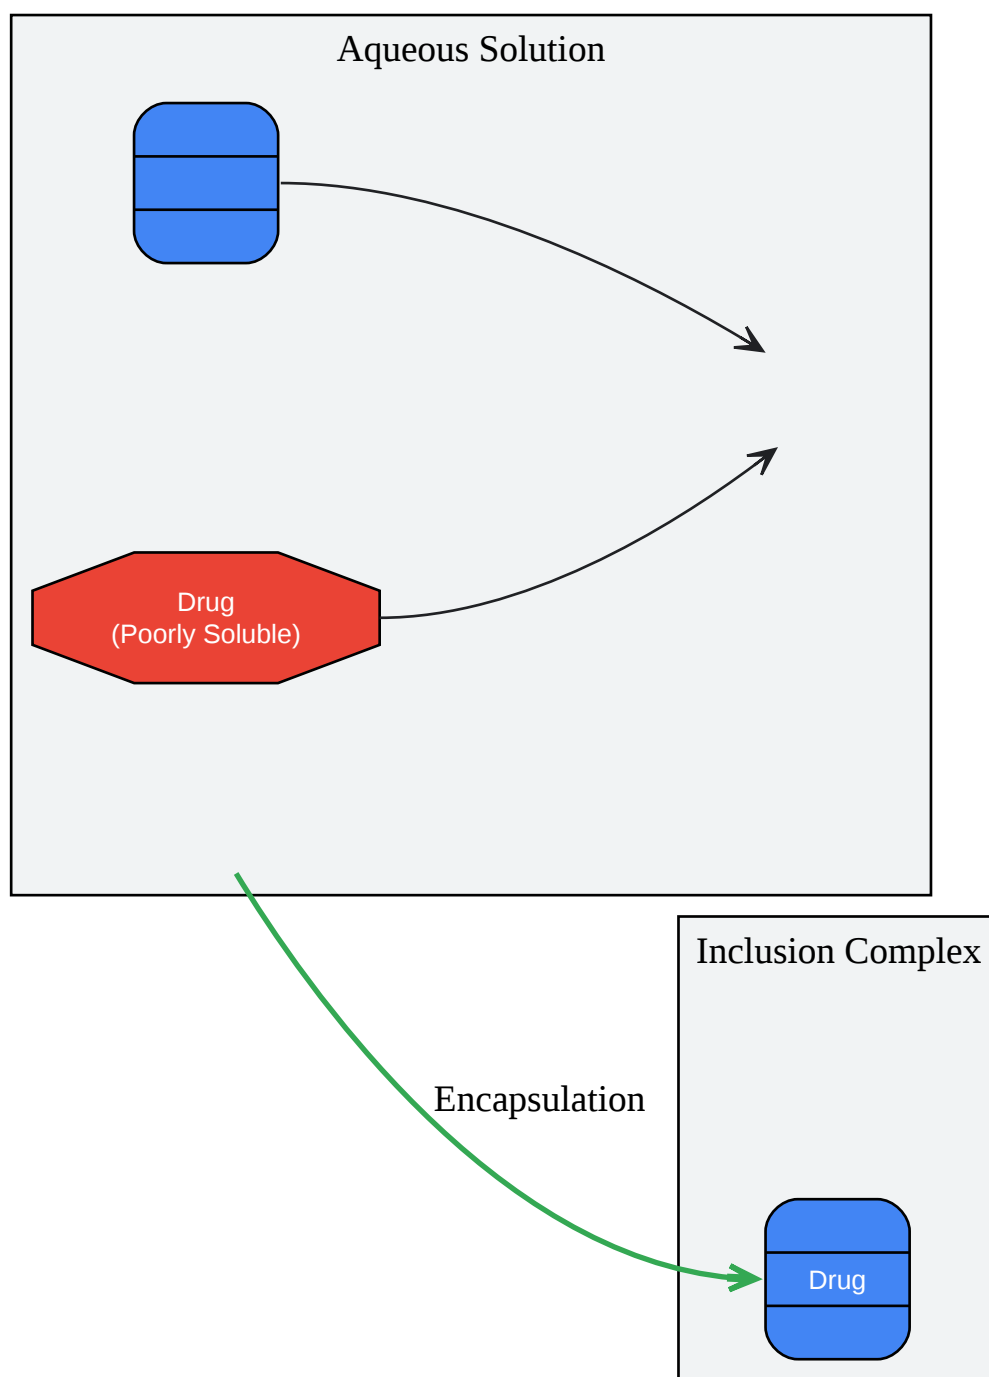 Aqueous Solution
Drug
(Poorly Soluble)
Inclusion Complex
Encapsulation
Drug